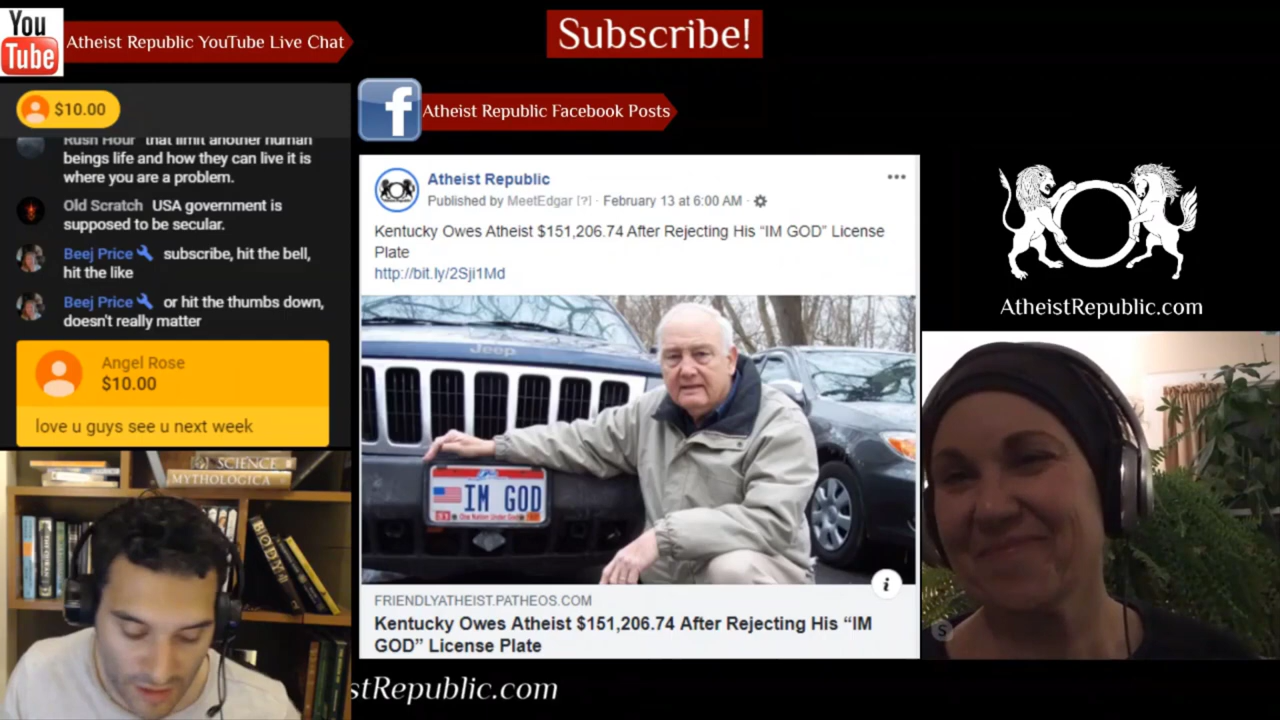 You
Tube
Atheist Republic YouTube Live Chat
Subscribe!
$10.00
Rush Hour that limit another human
beings life and how they can live it is
where you are a problem.
Old Scratch USA government is
supposed to be secular.
Beej Price subscribe, hit the bell,
hit the like
Beej Price or hit the thumbs down,
doesn't really matter
Angel Rose
$10.00
love u guys see u next week
SCIENCE
MYTHOLOGICA
BODY
f
Atheist Republic Facebook Posts
Atheist Republic
Published by MeetEdgar [?] · February 13 at 6:00 AM ·
Kentucky Owes Atheist $151,206.74 After Rejecting His “IM GOD” License
Plate
http://bit.ly/2Sji1Md
Jeep
IM GOD
One Nation Under God
i
FRIENDLYATHEIST.PATHEOS.COM
Kentucky Owes Atheist $151,206.74 After Rejecting His “IM
GOD” License Plate
AtheistRepublic.com
S
stRepublic.com